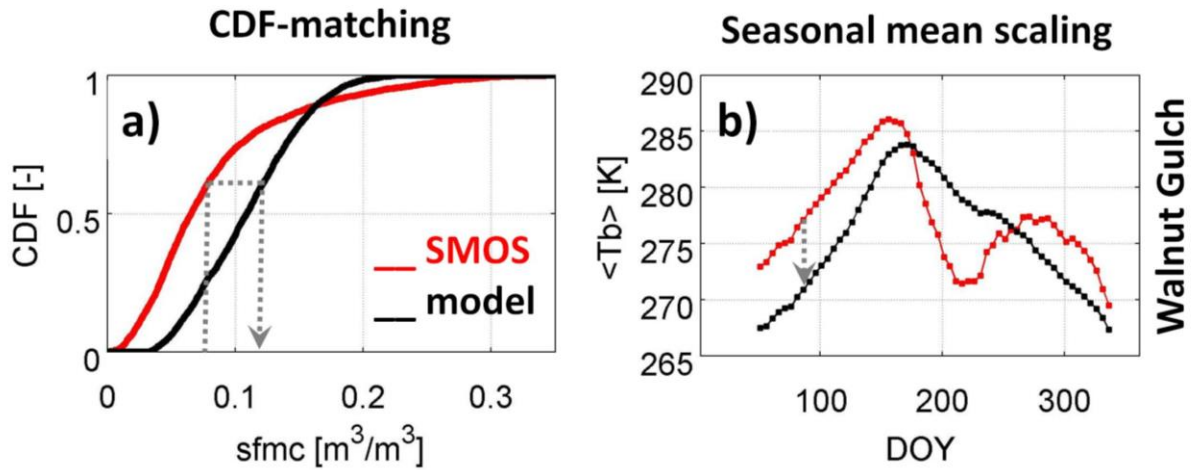 CDF-matching
a)
CDF [-]
1
0.5
0
SMOS
model
0
0.1
0.2
0.3
sfmc [m³/m³]
Seasonal mean scaling
b)
<Tb> [K]
290
285
280
275
270
265
100
200
300
DOY
Walnut Gulch